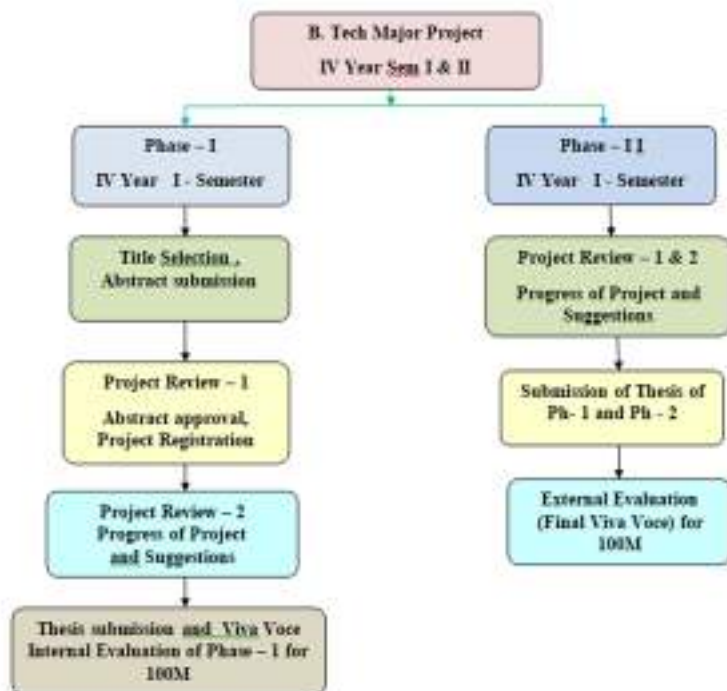 B. Tech Major Project
IV Year Sem I & II
Phase – I
IV Year I - Semester
Title Selection ,
Abstract submission
Project Review – 1
Abstract approval,
Project Registration
Project Review – 2
Progress of Project
and Suggestions
Thesis submission and Viva Voce
Internal Evaluation of Phase – 1 for
100M
Phase – I I
IV Year I - Semester
Project Review – 1 & 2
Progress of Project and
Suggestions
Submission of Thesis of
Ph- 1 and Ph - 2
External Evaluation
(Final Viva Voce) for
100M